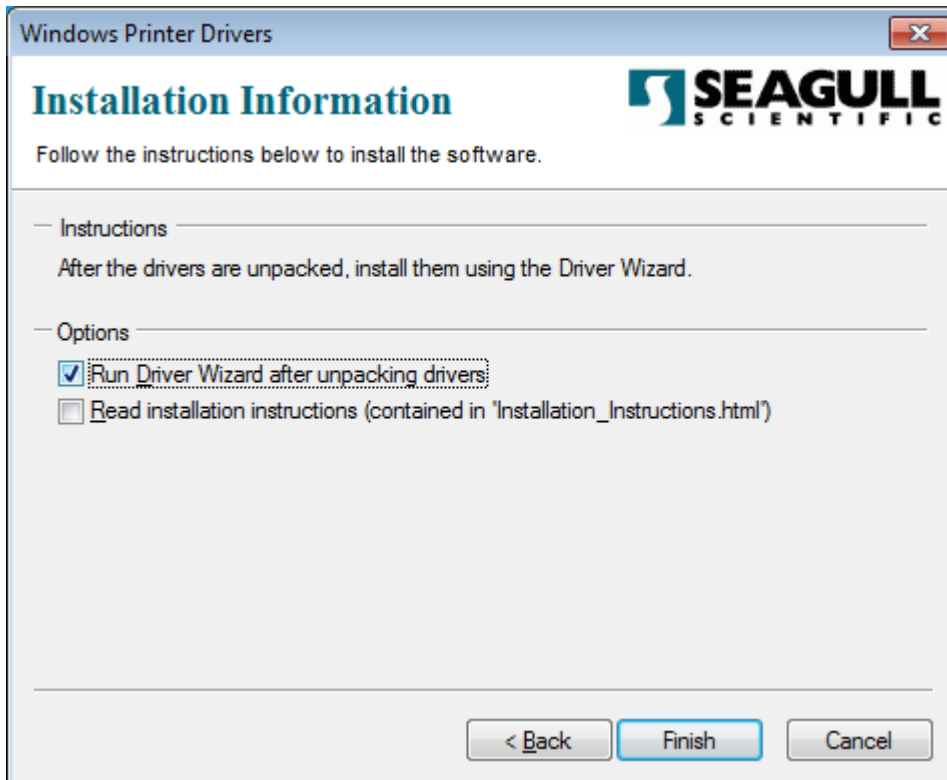 Windows Printer Drivers
Installation Information
SEAGULL
SCIENTIFIC
Follow the instructions below to install the software.
Instructions
After the drivers are unpacked, install them using the Driver Wizard.
Options
Run Driver Wizard after unpacking drivers
Read installation instructions (contained in "Installation_Instructions.html")
< Back Finish Cancel